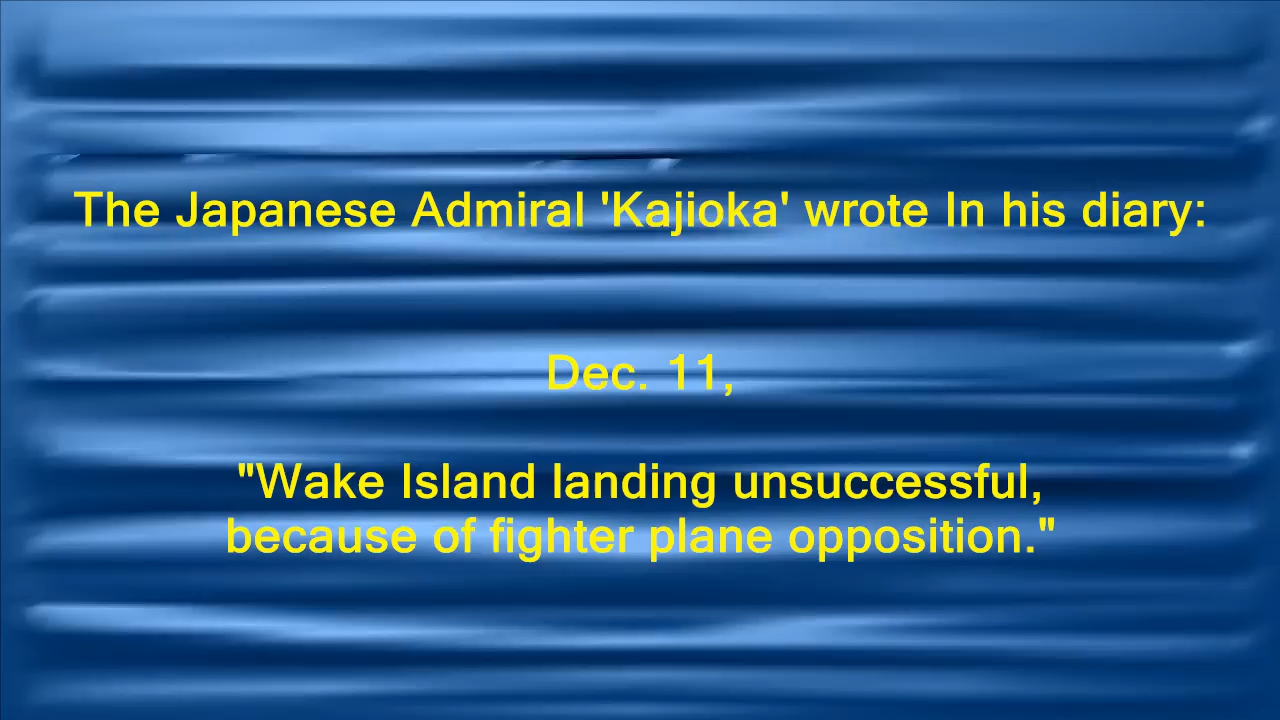 The Japanese Admiral 'Kajioka' wrote In his diary:
Dec. 11,
"Wake Island landing unsuccessful,
because of fighter plane opposition."